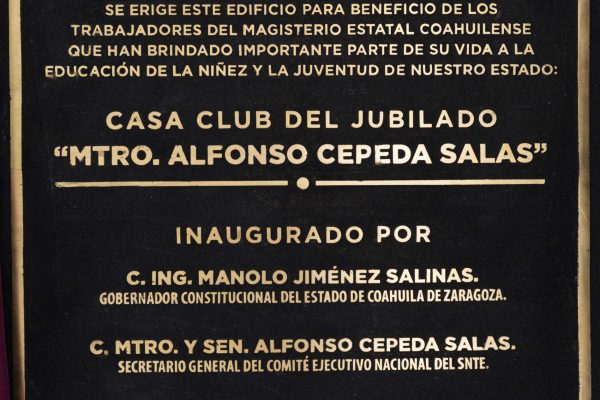 SE ERIGE ESTE EDIFICIO PARA BENEFICIO DE LOS
TRABAJADORES DEL MAGISTERIO ESTATAL COAHUILENSE
QUE HAN BRINDADO IMPORTANTE PARTE DE SU VIDA A LA
EDUCACIÓN DE LA NIÑEZ Y LA JUVENTUD DE NUESTRO ESTADO:
CASA CLUB DEL JUBILADO
“MTRO. ALFONSO CEPEDA SALAS”
INAUGURADO POR
C. ING. MANOLO JIMÉNEZ SALINAS.
GOBERNADOR CONSTITUCIONAL DEL ESTADO DE COAHUILA DE ZARAGOZA.
C. MTRO. Y SEN. ALFONSO CEPEDA SALAS.
SECRETARIO GENERAL DEL COMITÉ EJECUTIVO NACIONAL DEL SNTE.